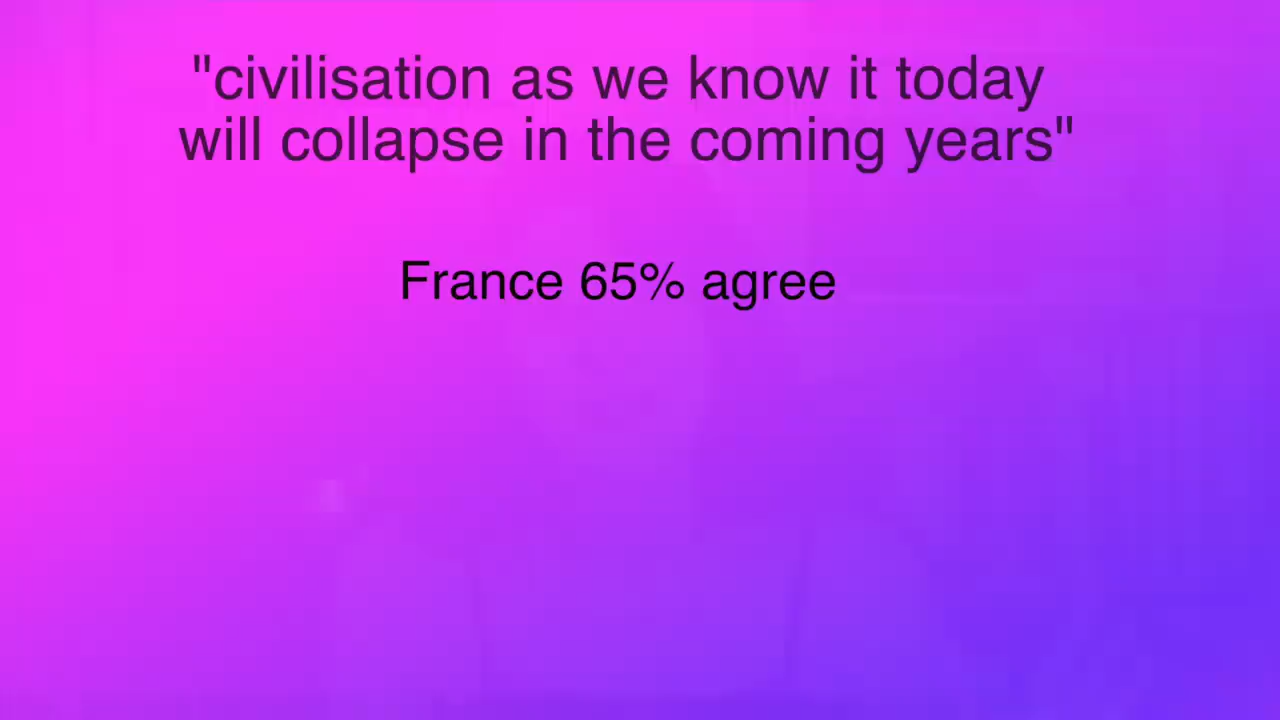 "civilisation as we know it today
will collapse in the coming years"
France 65% agree